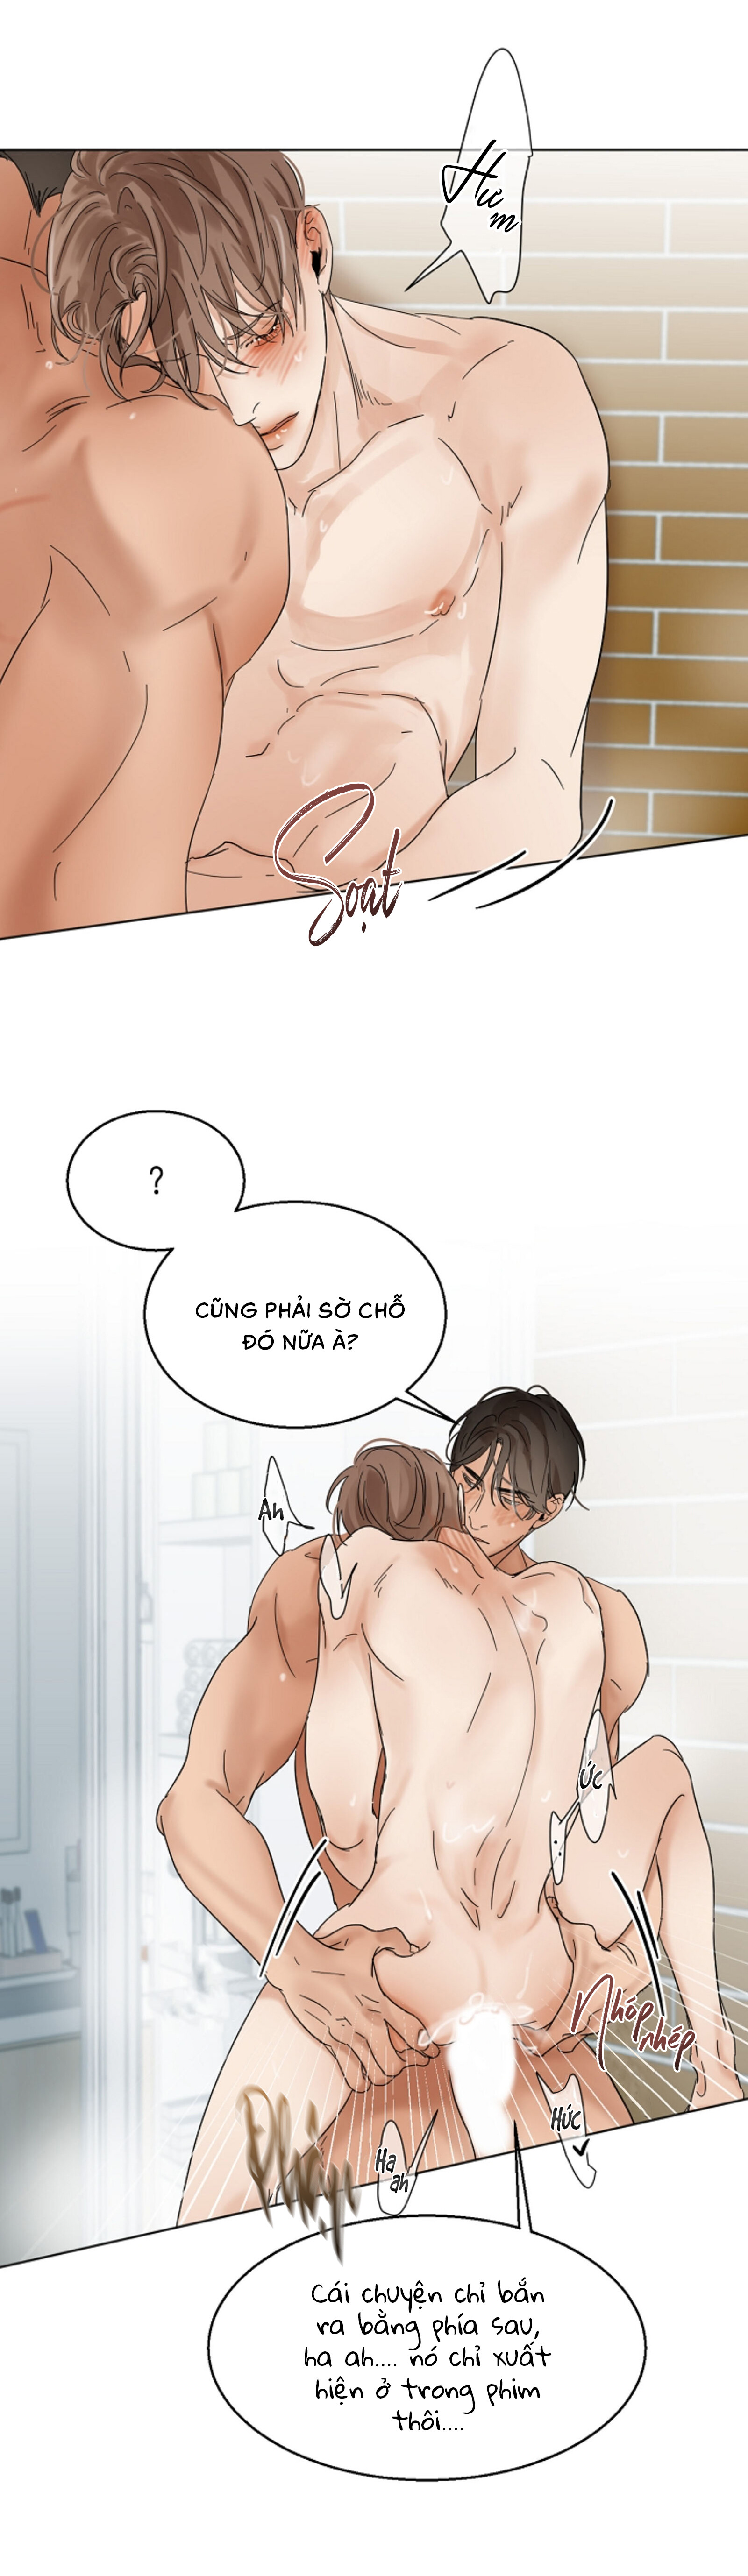 Hưm
Soạt
?
CŨNG PHẢI SỜ CHỖ
ĐÓ NỮA À?
Ah
ỨC
...
Nhóp
nhép
Hức
Ha
ah
Cái chuyện chỉ bắn
ra bằng phía sau,
ha ah.... nó chỉ xuất
hiện ở trong phim
thôi....